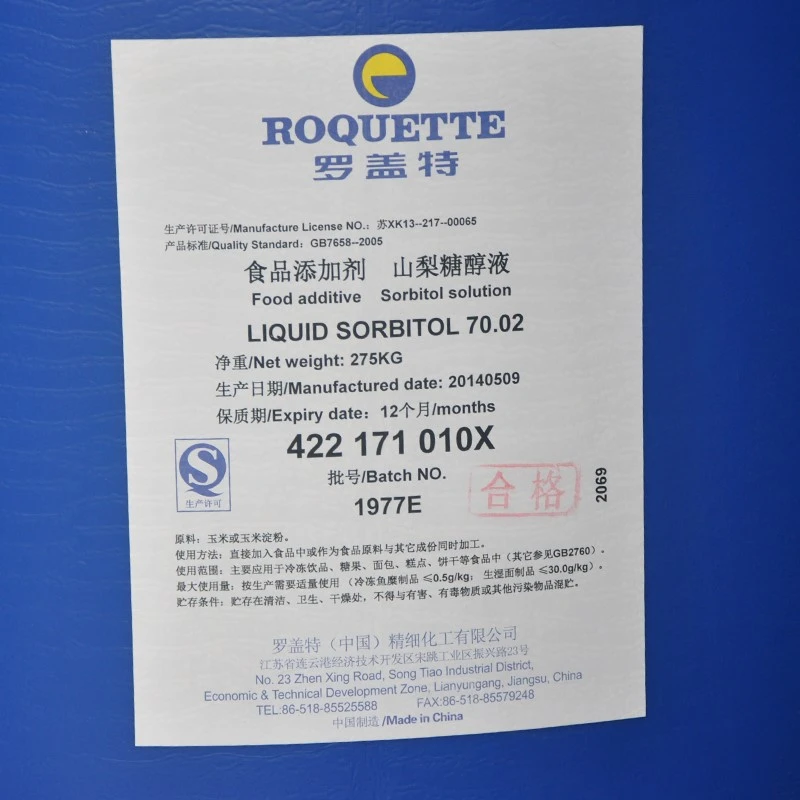 ROQUETTE
罗盖特
生产许可证号/Manufacture License NO.: 苏XK13--217--00065
产品标准/Quality Standard: GB7658--2005
食品添加剂 山梨糖醇液
Food additive Sorbitol solution
LIQUID SORBITOL 70.02
净重/Net weight: 275KG
生产日期/Manufactured date: 20140509
保质期/Expiry date: 12个月/months
422 171 010X
批号/Batch NO.
1977E
S
生产许可
合格
2069
原料: 玉米或玉米淀粉。
使用方法: 直接加入食品中或作为食品原料与其它成份同时加工。
使用范围: 主要应用于冷冻饮品、糖果、面包、糕点、饼干等食品中（其它参见GB2760）。
最大使用量: 按生产需要适量使用（冷冻鱼糜制品 ≤0.5g/kg; 生湿面制品 ≤30.0g/kg）。
贮存条件: 贮存在清洁、卫生、干燥处，不得与有害、有毒物质或其他污染物品混贮。
罗盖特（中国）精细化工有限公司
江苏省连云港经济技术开发区宋跳工业区振兴路23号
No. 23 Zhen Xing Road, Song Tiao Industrial District,
Economic & Technical Development Zone, Lianyungang, Jiangsu, China
TEL:86-518-85525588 FAX:86-518-85579248
中国制造/Made in China